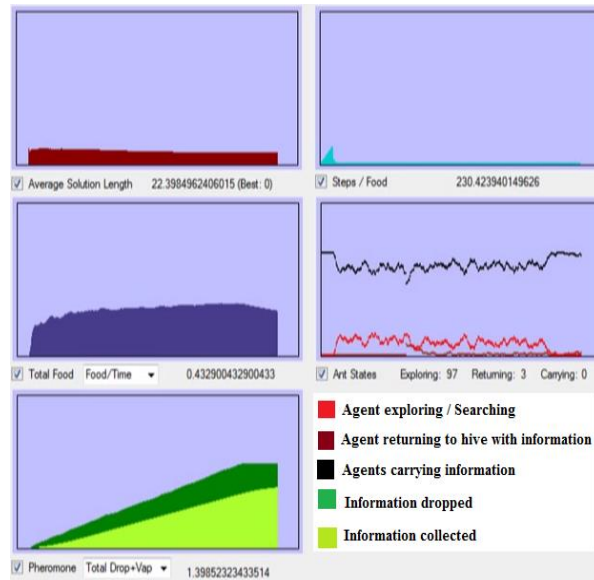 Average Solution Length 22.3984962406015 (Best: 0)
Steps / Food 230.423940149626
Total Food Food/Time 0.432900432900433
Ant States Exploring: 97 Returning: 3 Carrying: 0
Agent exploring / Searching
Agent returning to hive with information
Agents carrying information
Information dropped
Information collected
Pheromone Total Drop+Vap 1.39852323433514